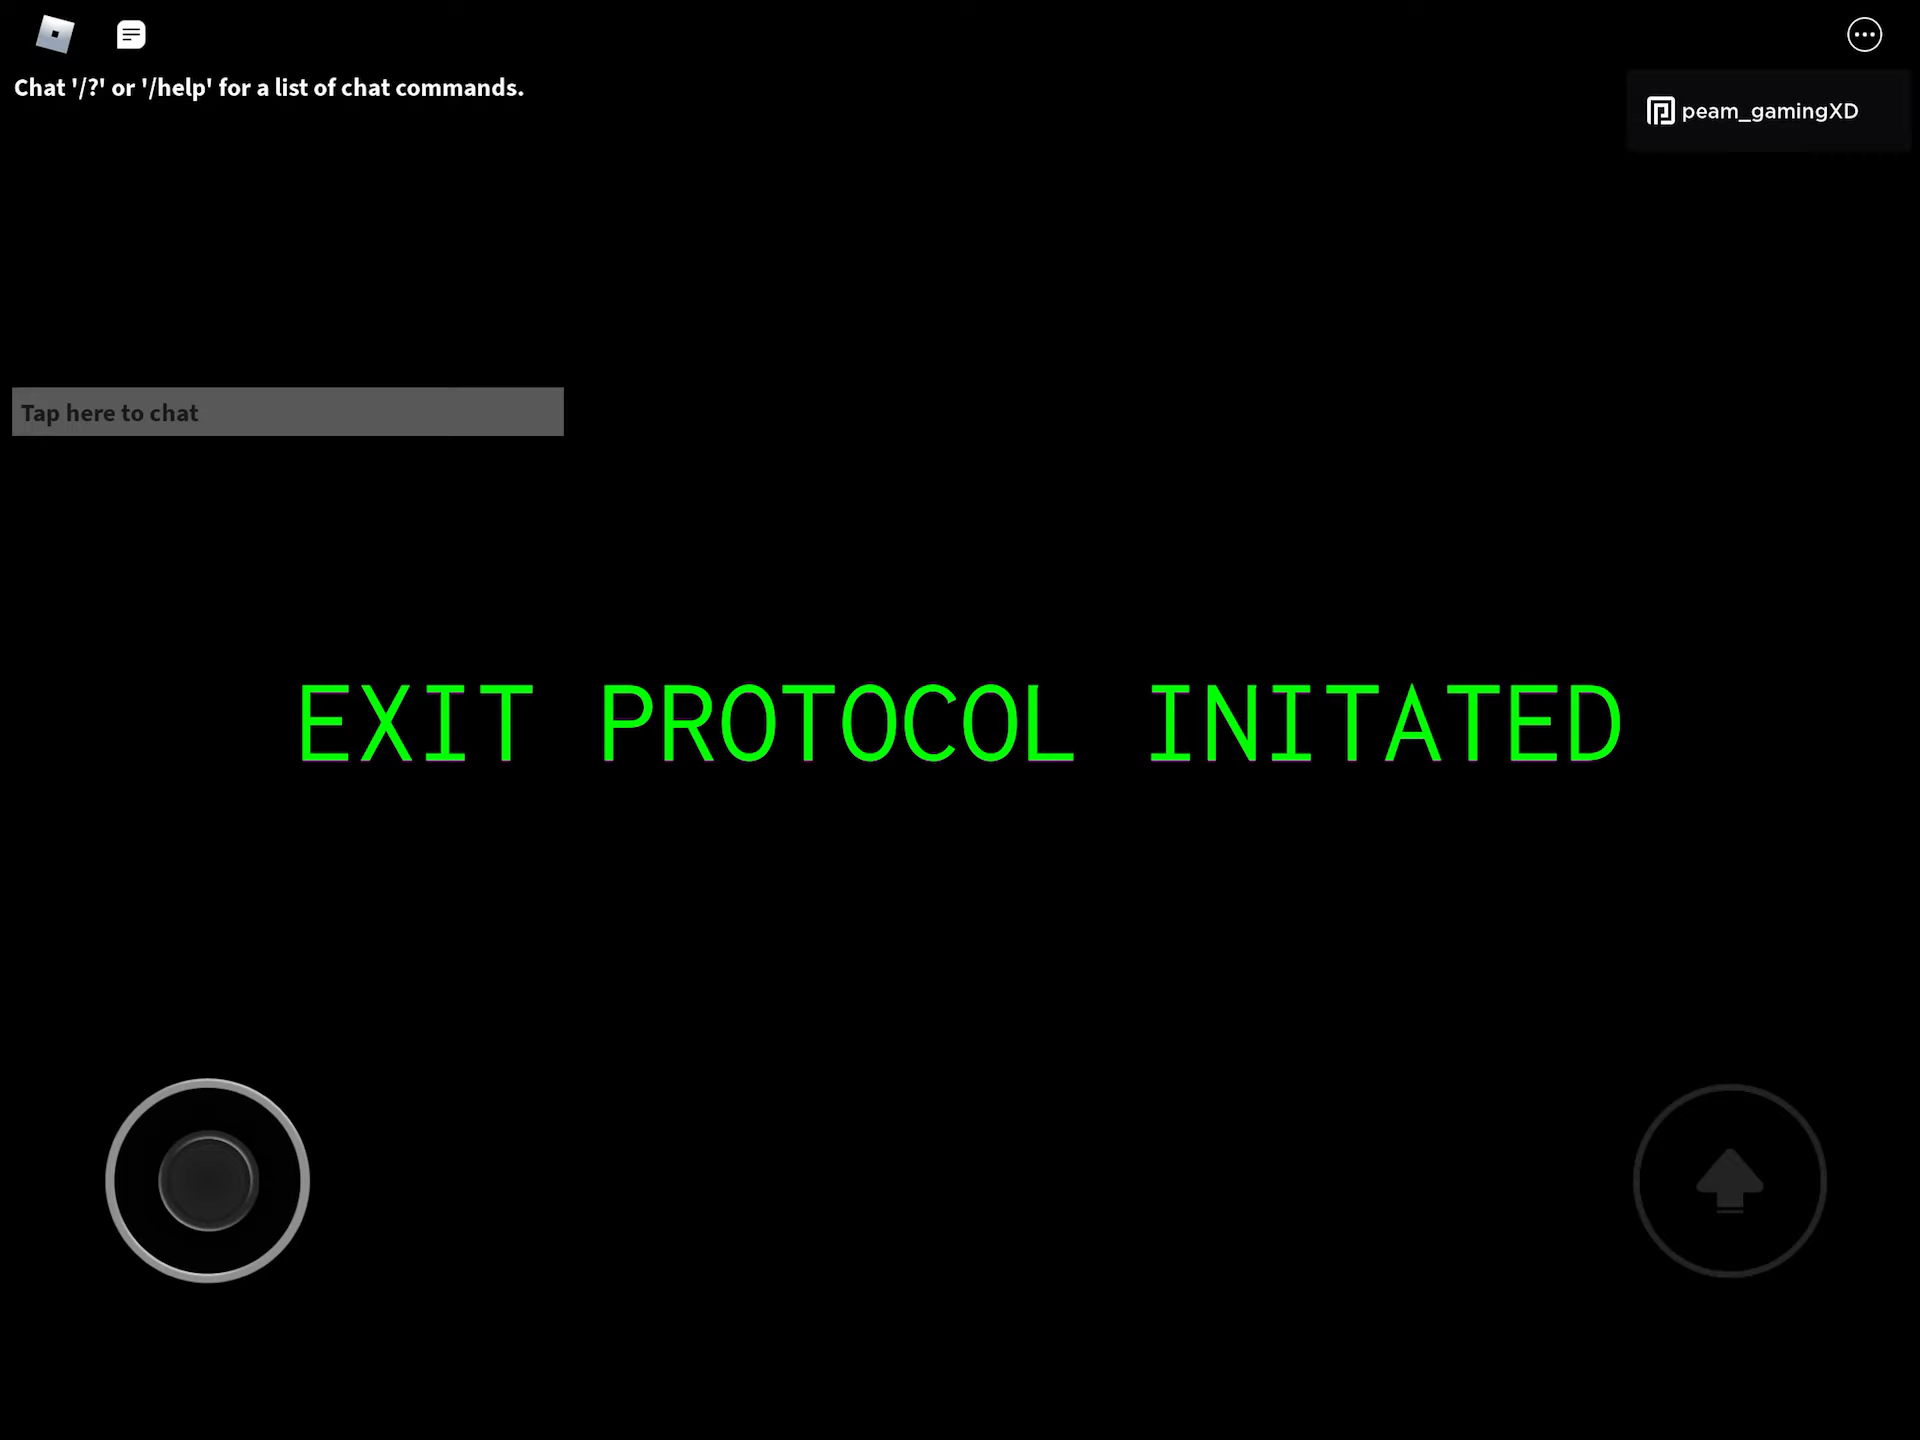 Chat '/?' or '/help' for a list of chat commands.
peam_gamingXD
Tap here to chat
EXIT PROTOCOL INITATED